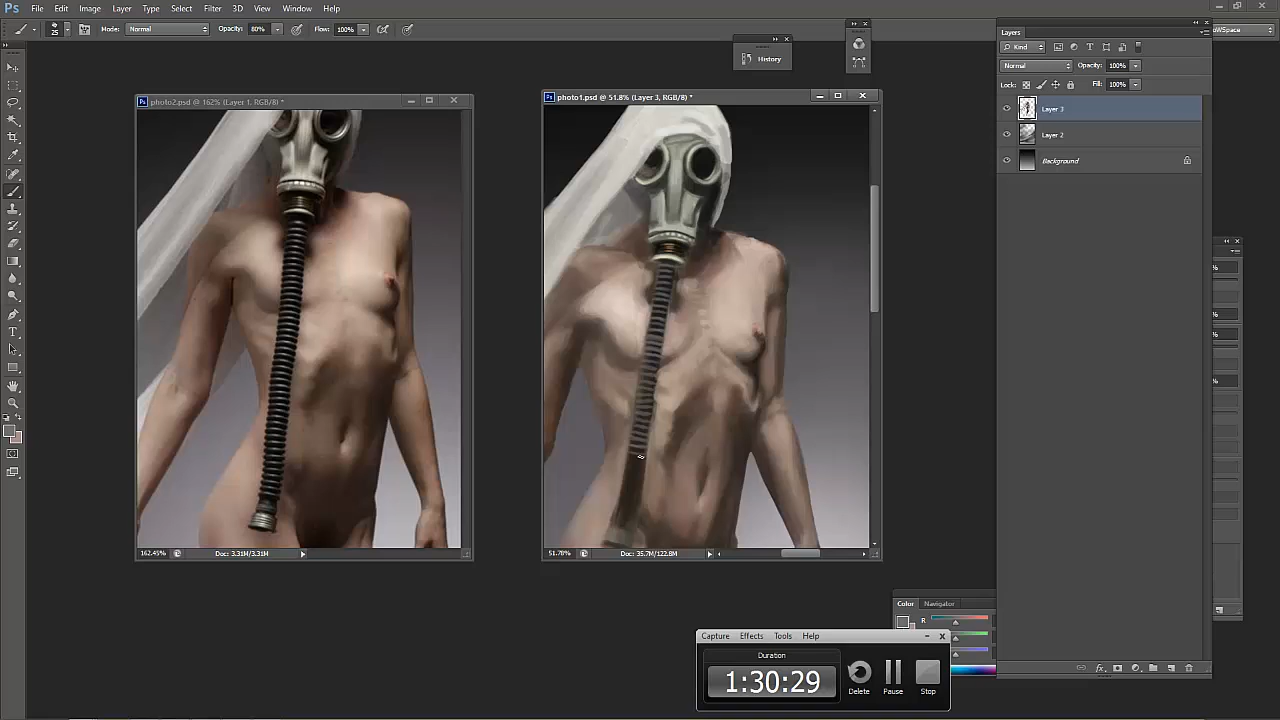 Ps File Edit Image Layer Type Select Filter 3D View Window Help
25 Mode: Normal Opacity: 80% Flow: 100%
History
photo2.psd @ 162% (Layer 1, RGB/8) *
photo1.psd @ 51.8% (Layer 3, RGB/8) *
162.45% Doc: 3.31M/3.31M
51.78% Doc: 35.7M/122.8M
Layers
Kind
Normal Opacity: 100%
Lock: Fill: 100%
Layer 3
Layer 2
Background
Color Navigator
R
Capture Effects Tools Help
Duration
1:30:29
Delete Pause Stop